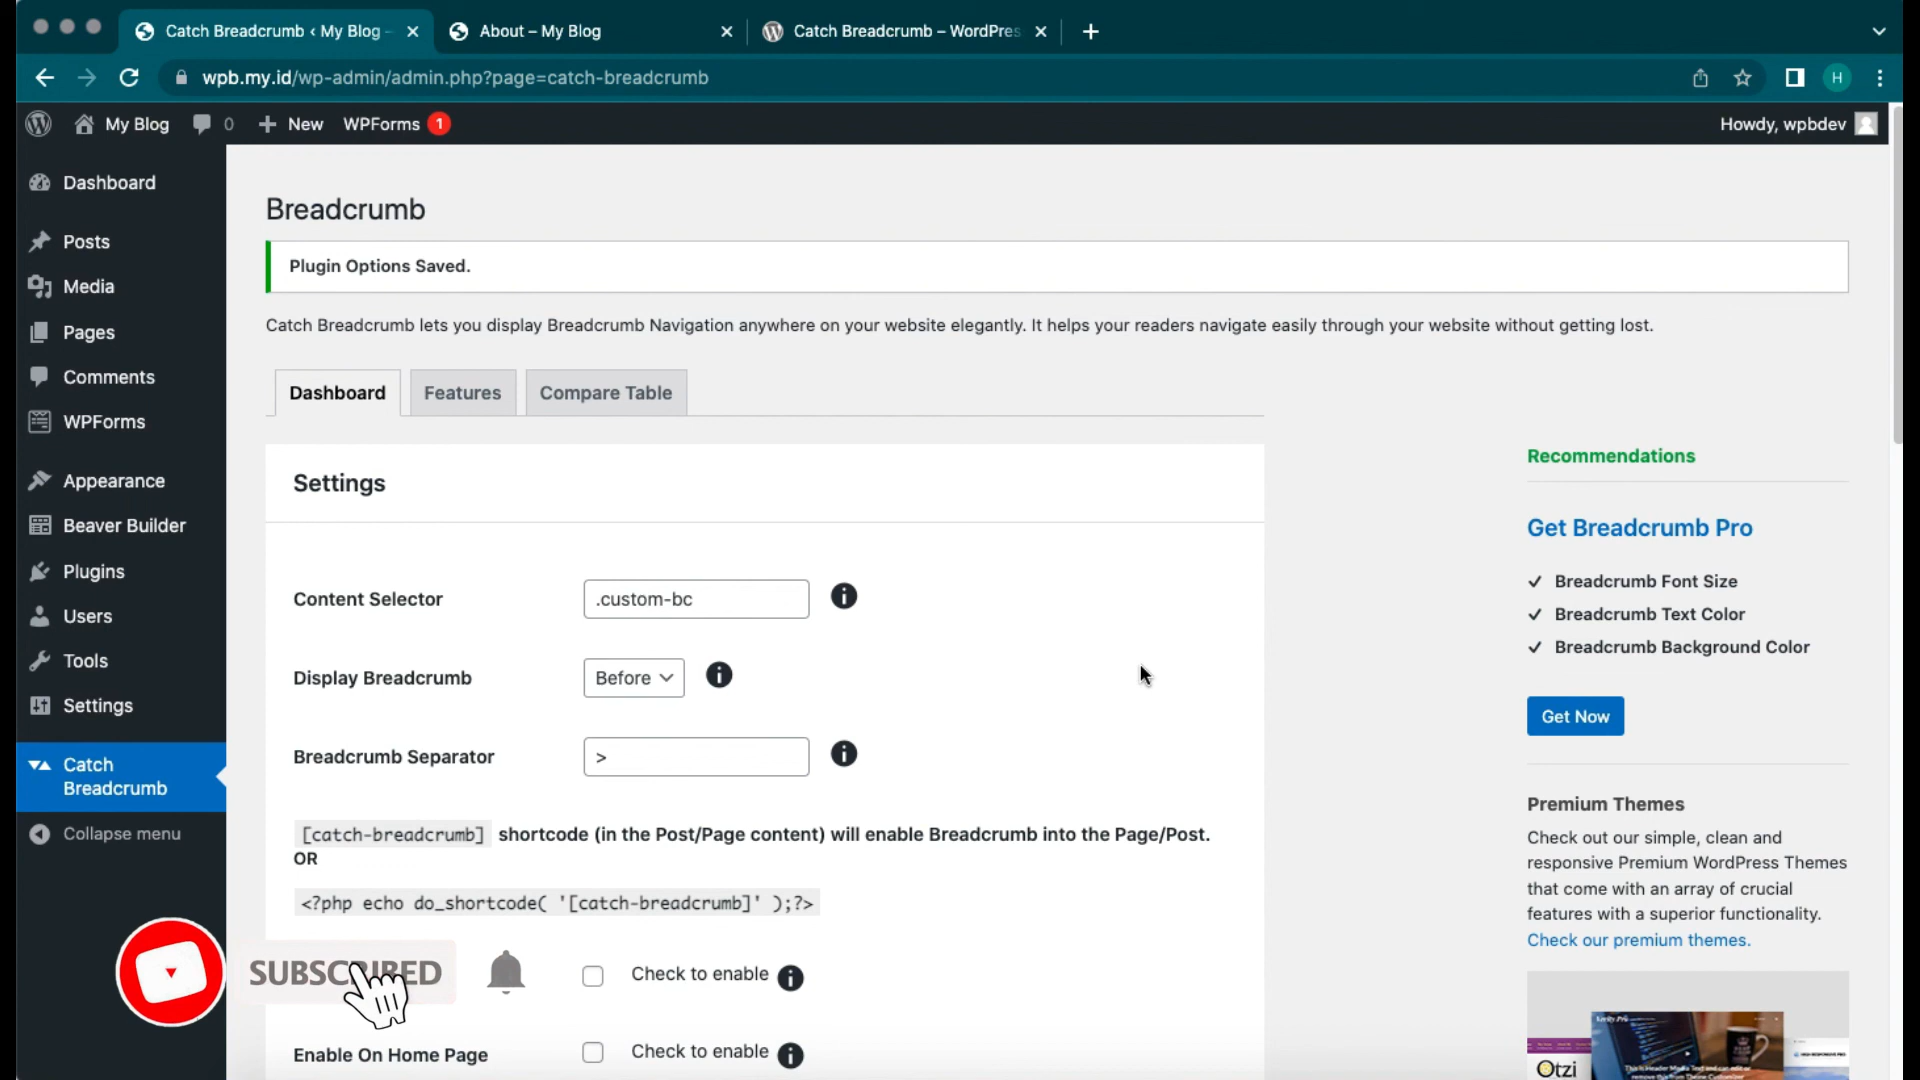 Catch Breadcrumb ‹ My Blog –
About – My Blog
Catch Breadcrumb – WordPres
wpb.my.id/wp-admin/admin.php?page=catch-breadcrumb
H
My Blog
0
New
WPForms
1
Howdy, wpbdev
Dashboard
Posts
Media
Pages
Comments
WPForms
Appearance
Beaver Builder
Plugins
Users
Tools
Settings
Catch
Breadcrumb
Collapse menu
Breadcrumb
Plugin Options Saved.
Catch Breadcrumb lets you display Breadcrumb Navigation anywhere on your website elegantly. It helps your readers navigate easily through your website without getting lost.
Dashboard
Features
Compare Table
Settings
Content Selector
.custom-bc
Display Breadcrumb
Before
Breadcrumb Separator
>
[catch-breadcrumb] shortcode (in the Post/Page content) will enable Breadcrumb into the Page/Post.
OR
<?php echo do_shortcode( '[catch-breadcrumb]' );?>
SUBSCRIBED
Check to enable
Enable On Home Page
Check to enable
Recommendations
Get Breadcrumb Pro
Breadcrumb Font Size
Breadcrumb Text Color
Breadcrumb Background Color
Get Now
Premium Themes
Check out our simple, clean and
responsive Premium WordPress Themes
that come with an array of crucial
features with a superior functionality.
Check our premium themes.
Otzi